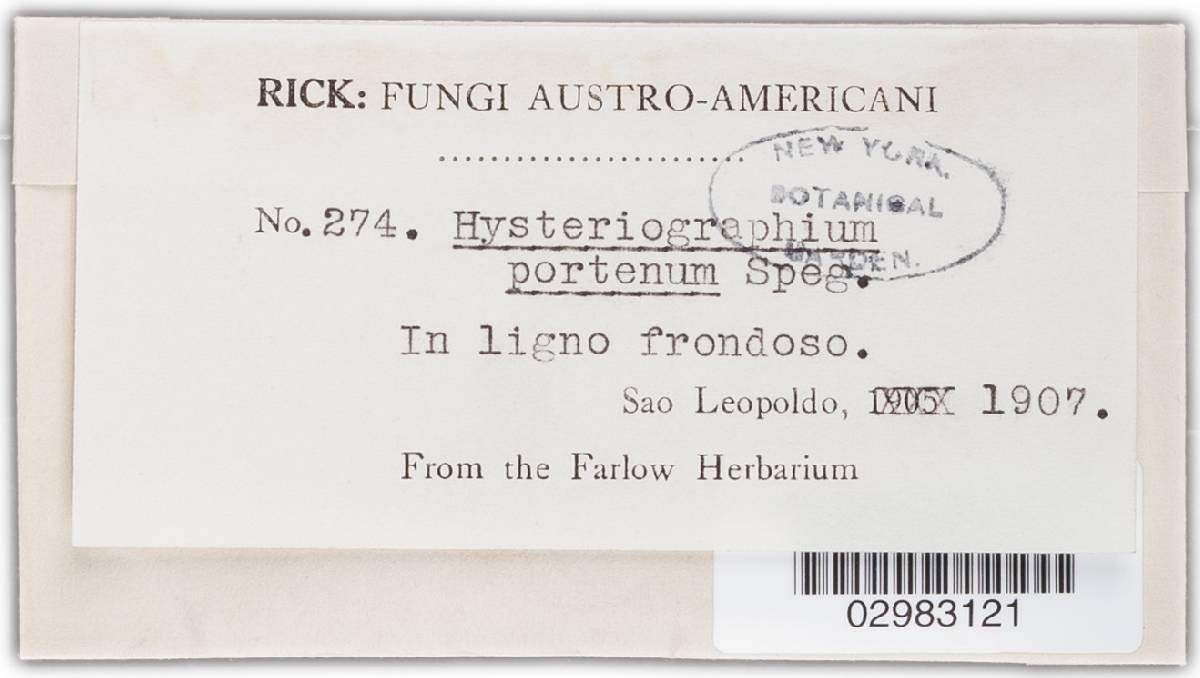 RICK: FUNGI AUSTRO-AMERICANI
NEW YORK
BOTANICAL
GARDEN.
No. 274. Hysteriographium
portenum Speg.
In ligno frondoso.
Sao Leopoldo, 1905 1907.
From the Farlow Herbarium
02983121